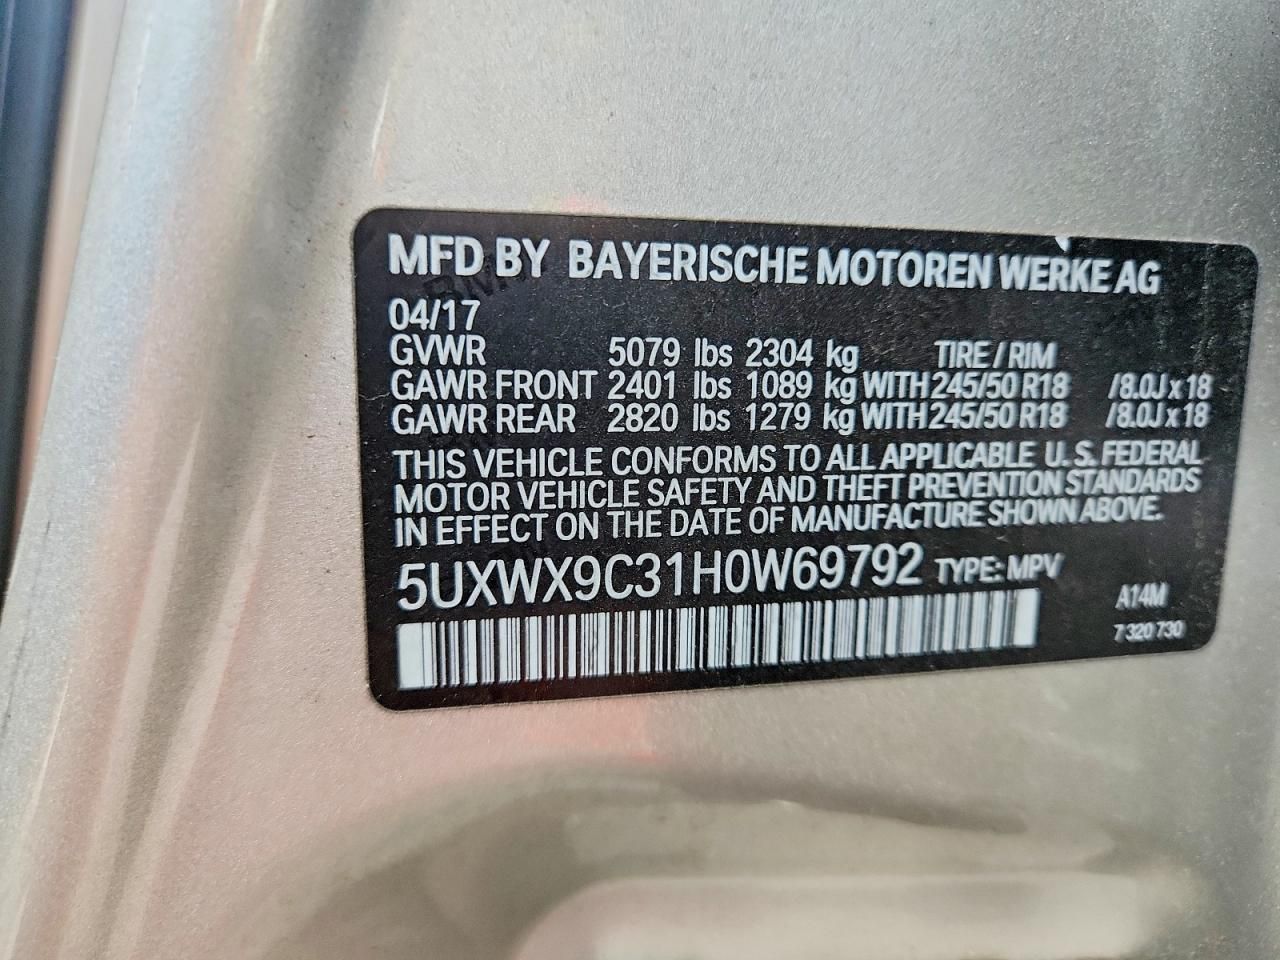 MFD BY BAYERISCHE MOTOREN WERKE AG
04/17
GVWR 5079 lbs 2304 kg TIRE / RIM
GAWR FRONT 2401 lbs 1089 kg WITH 245/50 R18 /8.0J x 18
GAWR REAR 2820 lbs 1279 kg WITH 245/50 R18 /8.0J x 18
THIS VEHICLE CONFORMS TO ALL APPLICABLE U.S. FEDERAL
MOTOR VEHICLE SAFETY AND THEFT PREVENTION STANDARDS
IN EFFECT ON THE DATE OF MANUFACTURE SHOWN ABOVE.
5UXWX9C31H0W69792 TYPE: MPV
A14M
7 320 730